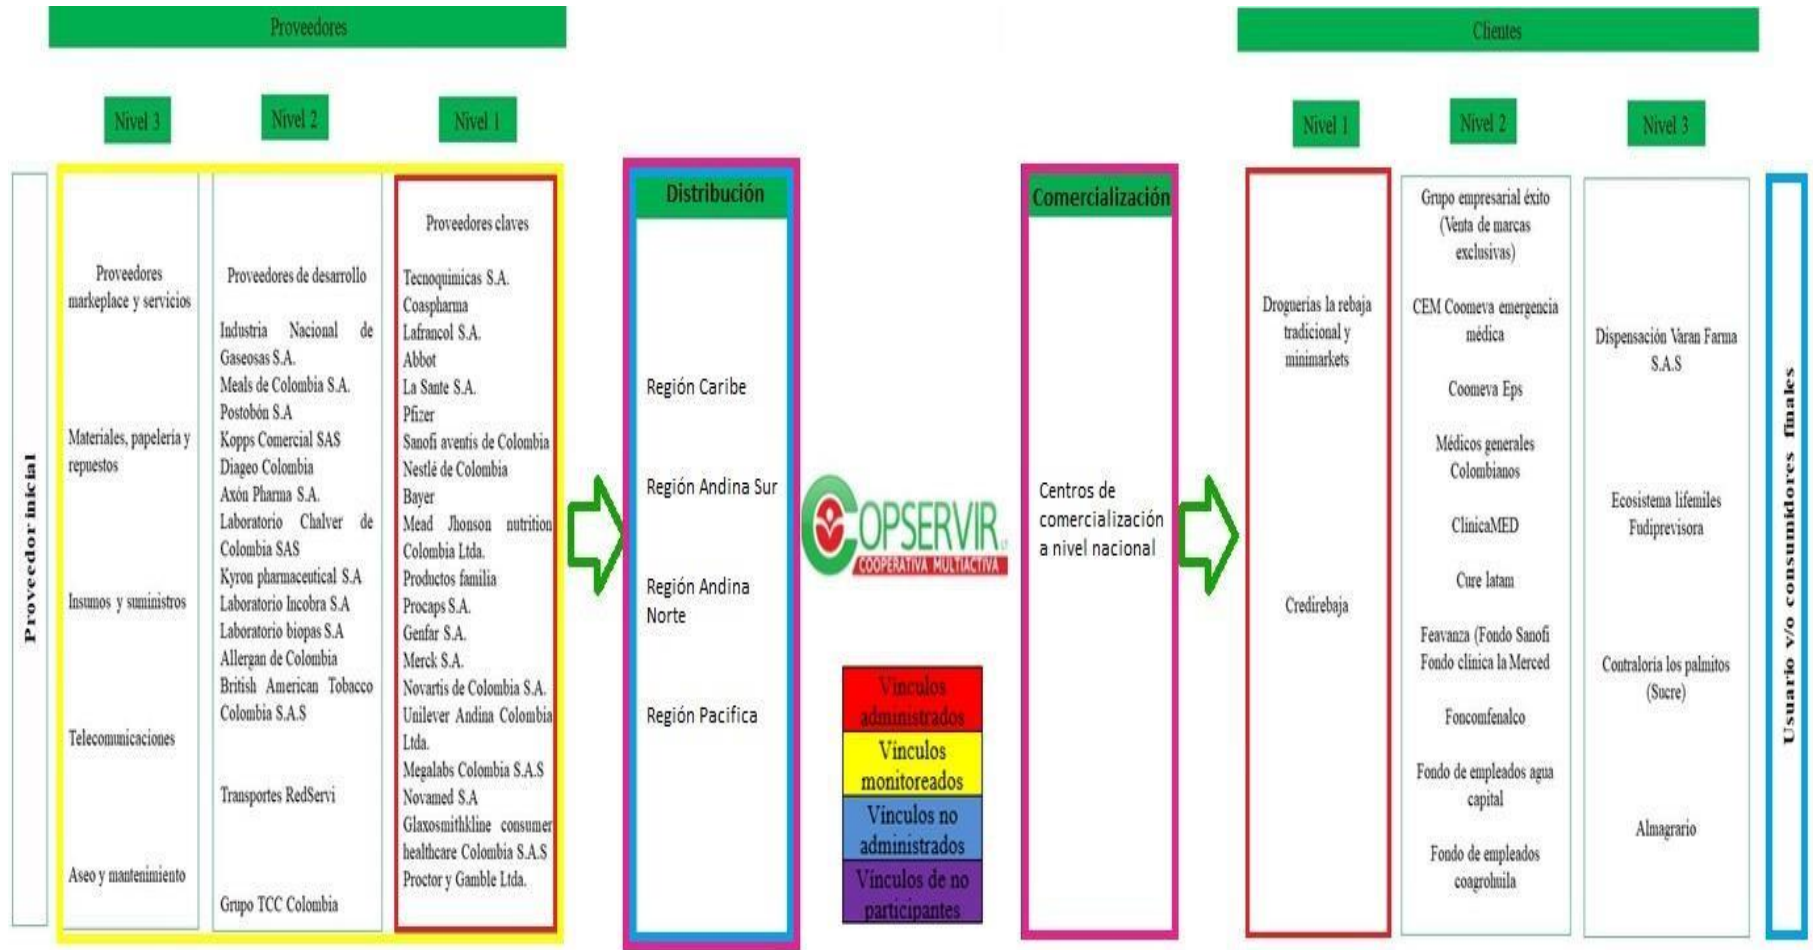 Proveedores
Clientes
Nivel 3
Nivel 2
Nivel 1
Nivel 1
Nivel 2
Nivel 3
Proveedor inicial
Proveedores
markeplace y servicios
Materiales, papeleria y
repuestos
Insumos y suministros
Telecomunicaciones
Aseo y mantenimiento
Proveedores de desarrollo
Industria Nacional de
Gaseosas S.A.
Meals de Colombia S.A.
Postobón S.A
Kopps Comercial SAS
Diageo Colombia
Axón Pharma S.A.
Laboratorio Chalver de
Colombia SAS
Kyron pharmaceutical S.A
Laboratorio Incobra S.A
Laboratorio biopas S.A
Allergan de Colombia
British American Tobacco
Colombia S.A.S
Transportes RedServi
Grupo TCC Colombia
Proveedores claves
Tecnoquimicas S.A.
Coaspharma
Lafrancol S.A.
Abbot
La Sante S.A.
Pfizer
Sanofi aventis de Colombia
Nestlé de Colombia
Bayer
Mead Jhonson nutrition
Colombia Ltda.
Productos familia
Procaps S.A.
Genfar S.A.
Merck S.A.
Novartis de Colombia S.A.
Unilever Andina Colombia
Ltda.
Megalabs Colombia S.A.S
Novamed S.A
Glaxosmithkline consumer
healthcare Colombia S.A.S
Proctor y Gamble Ltda.
Distribución
Región Caribe
Región Andina Sur
Región Andina
Norte
Región Pacifica
COPSERVIR
COOPERATIVA MULTIACTIVA
Vínculos
administrados
Vínculos
monitoreados
Vínculos no
administrados
Vínculos de no
participantes
Comercialización
Centros de
comercialización
a nivel nacional
Droguerias la rebaja
tradicional y
minimarkets
Credirebaja
Grupo empresarial éxito
(Venta de marcas
exclusivas)
CEM Coomeva emergencia
médica
Coomeva Eps
Médicos generales
Colombianos
ClinicaMED
Cure latam
Feavanza (Fondo Sanofi
Fondo clínica la Merced
Foncomfenalco
Fondo de empleados agua
capital
Fondo de empleados
coagrohuila
Dispensación Varan Farma
S.A.S
Ecosistema lifemiles
Fudiprevisora
Contraloría los palmitos
(Sucre)
Almagrario
Usuario y/o consumidores finales